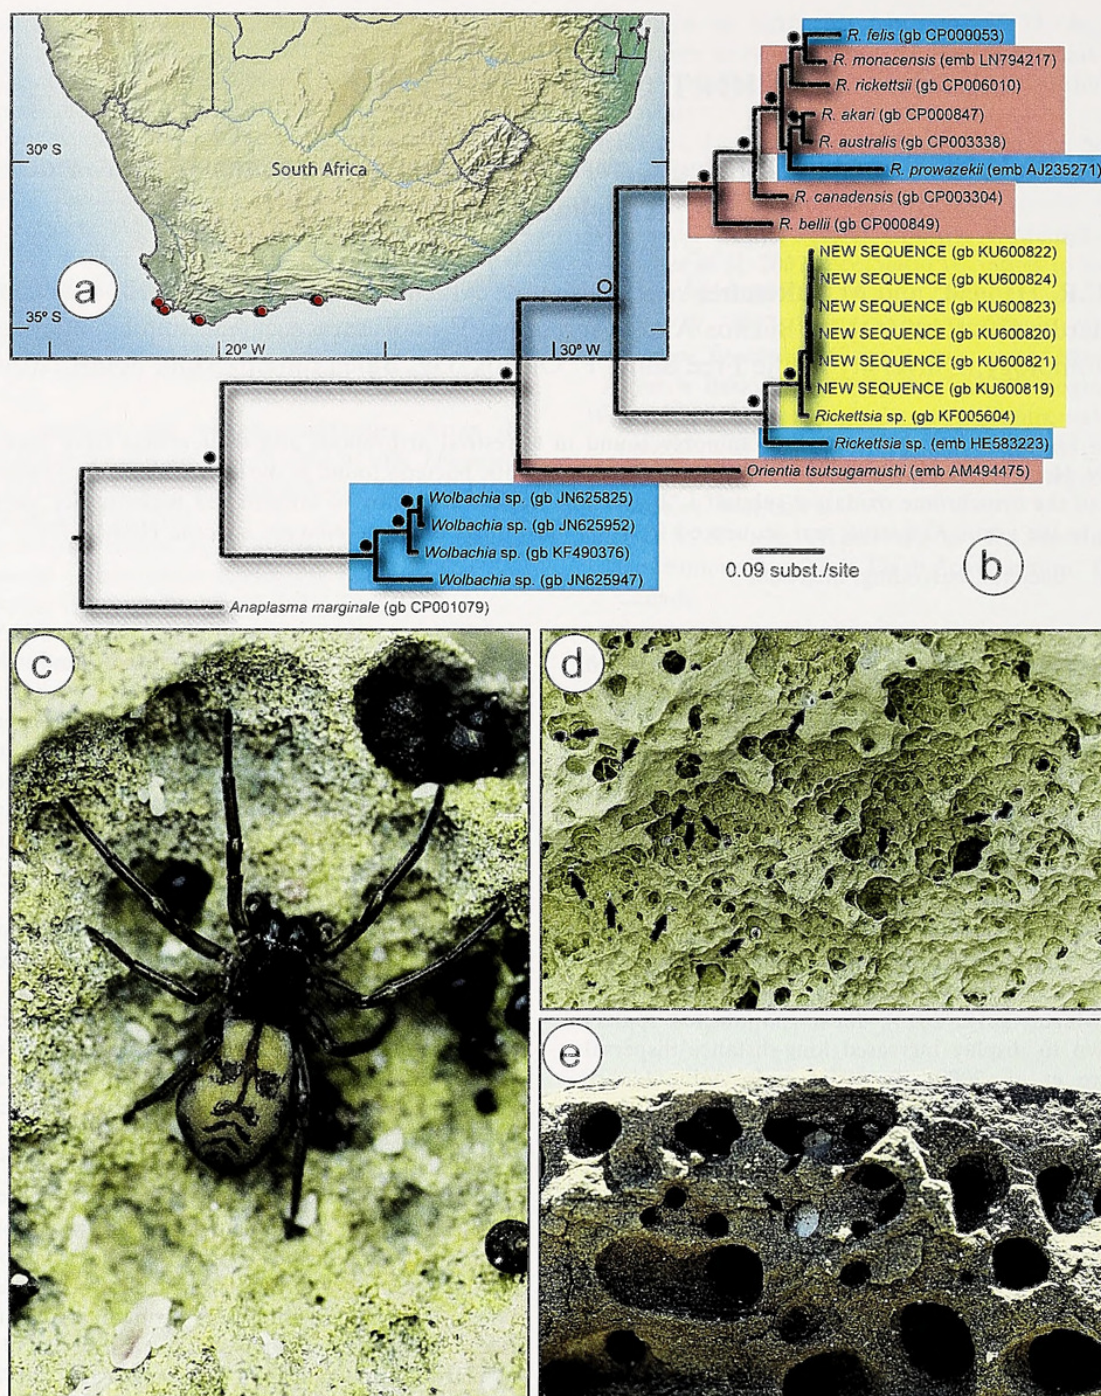 30° S
South Africa
a
35° S
20° W
30° W
R. felis (gb CP000053)
R. monacensis (emb LN794217)
R. rickettsii (gb CP006010)
R. akari (gb CP000847)
R. australis (gb CP003338)
R. prowazekii (emb AJ235271)
R. canadensis (gb CP003304)
R. bellii (gb CP000849)
NEW SEQUENCE (gb KU600822)
NEW SEQUENCE (gb KU600824)
NEW SEQUENCE (gb KU600823)
NEW SEQUENCE (gb KU600820)
NEW SEQUENCE (gb KU600821)
NEW SEQUENCE (gb KU600819)
Rickettsia sp. (gb KF005604)
Rickettsia sp. (emb HE583223)
Orientia tsutsugamushi (emb AM494475)
Wolbachia sp. (gb JN625825)
Wolbachia sp. (gb JN625952)
Wolbachia sp. (gb KF490376)
Wolbachia sp. (gb JN625947)
Anaplasma marginale (gb CP001079)
0.09 subst./site
b
c
d
e